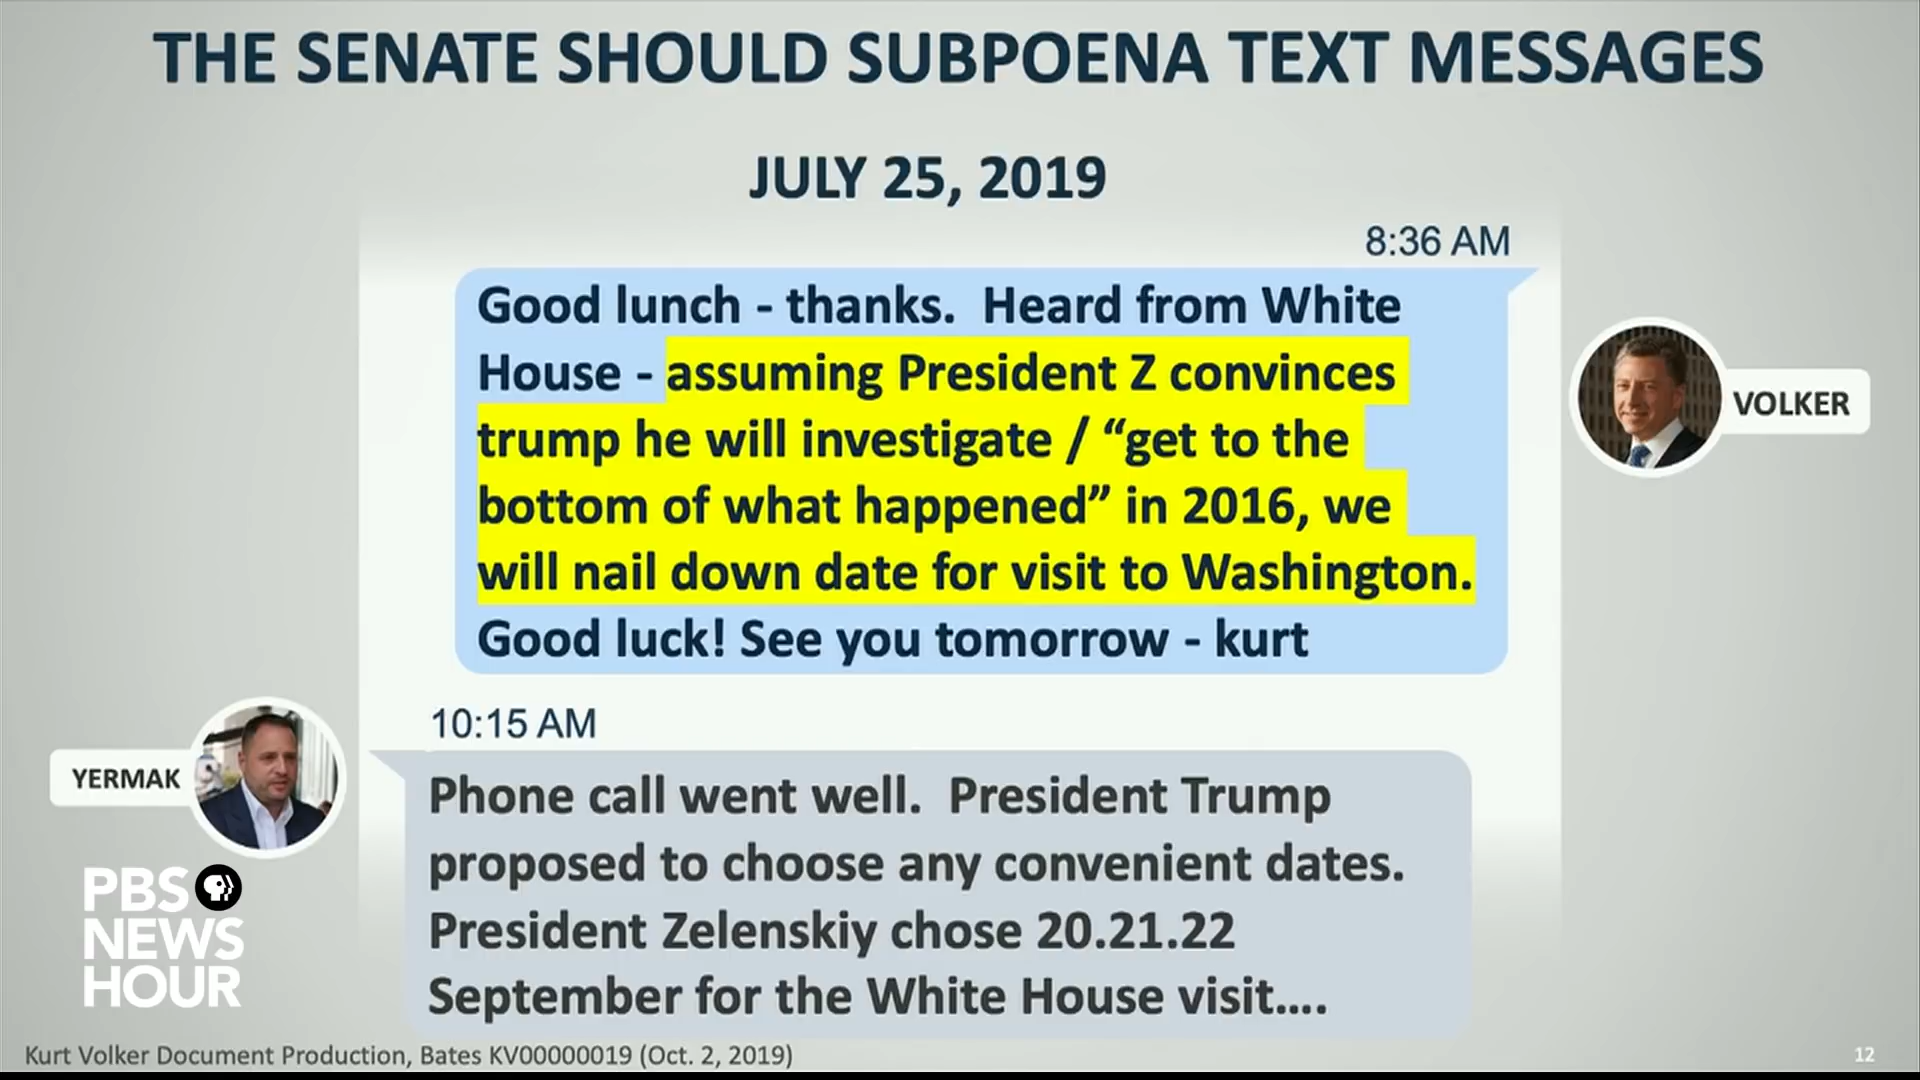 THE SENATE SHOULD SUBPOENA TEXT MESSAGES
JULY 25, 2019
8:36 AM
Good lunch - thanks.  Heard from White
House - assuming President Z convinces
trump he will investigate / “get to the
bottom of what happened” in 2016, we
will nail down date for visit to Washington.
Good luck! See you tomorrow - kurt
VOLKER
10:15 AM
YERMAK
Phone call went well.  President Trump
proposed to choose any convenient dates.
President Zelenskiy chose 20.21.22
September for the White House visit....
PBS
NEWS
HOUR
Kurt Volker Document Production, Bates KV00000019 (Oct. 2, 2019)
12